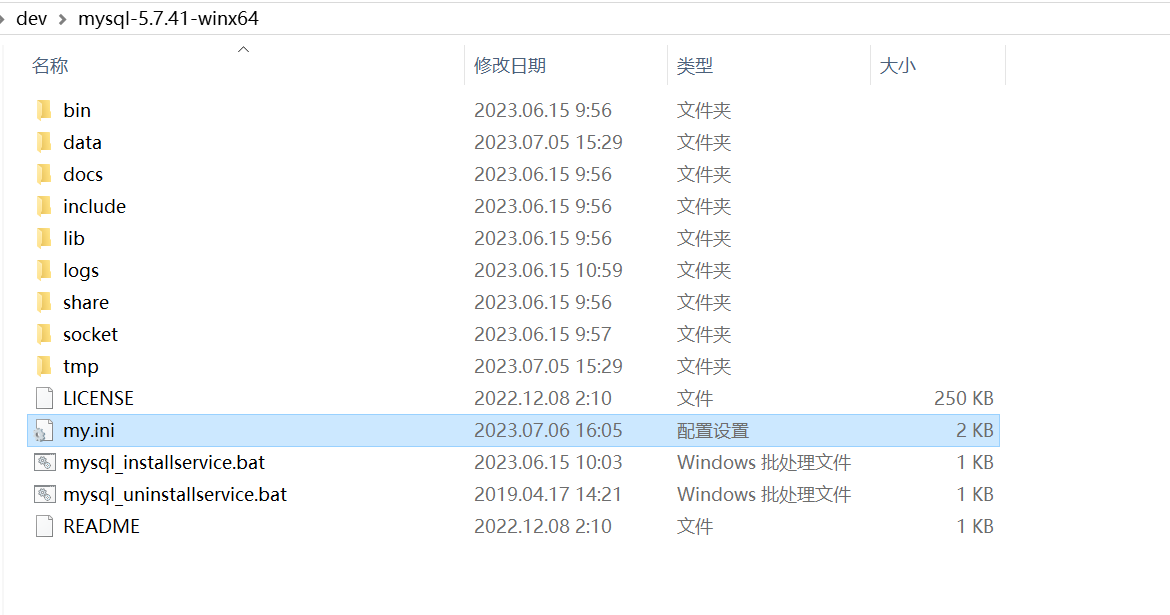 dev mysql-5.7.41-winx64
名称 修改日期 类型 大小
bin 2023.06.15 9:56 文件夹
data 2023.07.05 15:29 文件夹
docs 2023.06.15 9:56 文件夹
include 2023.06.15 9:56 文件夹
lib 2023.06.15 9:56 文件夹
logs 2023.06.15 10:59 文件夹
share 2023.06.15 9:56 文件夹
socket 2023.06.15 9:57 文件夹
tmp 2023.07.05 15:29 文件夹
LICENSE 2022.12.08 2:10 文件 250 KB
my.ini 2023.07.06 16:05 配置设置 2 KB
mysql_installservice.bat 2023.06.15 10:03 Windows 批处理文件 1 KB
mysql_uninstallservice.bat 2019.04.17 14:21 Windows 批处理文件 1 KB
README 2022.12.08 2:10 文件 1 KB